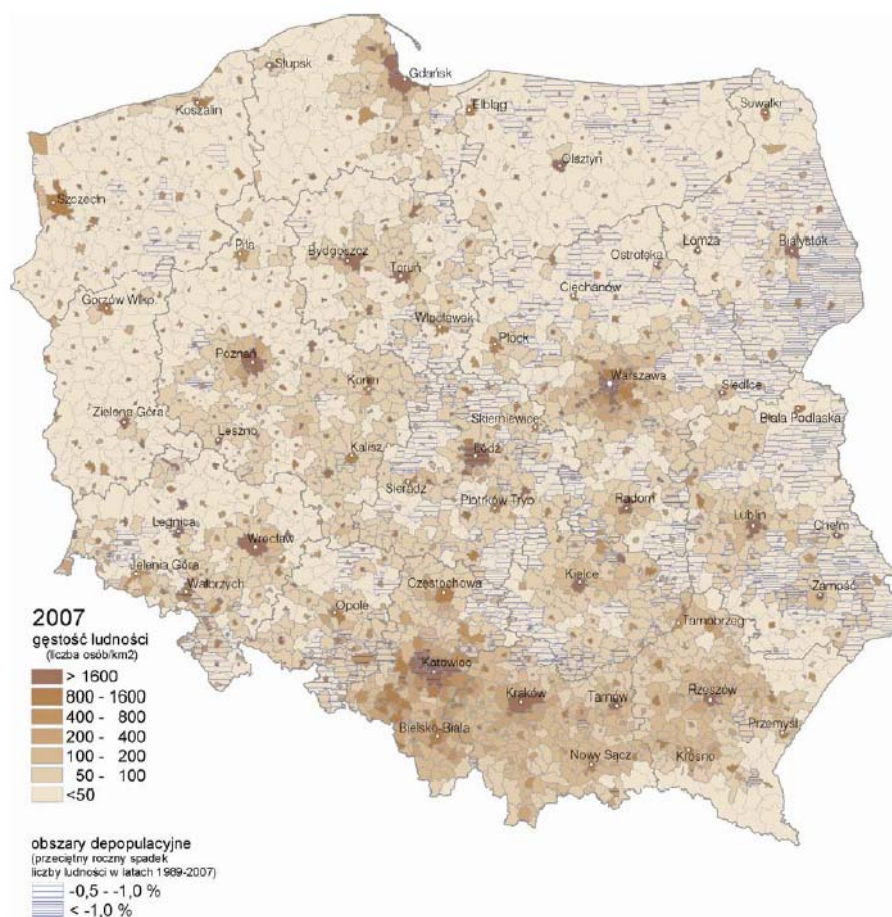 Słupsk
Gdańsk
Koszalin
Elbląg
Suwałki
Olsztyn
Szczecin
Piła
Bydgoszcz
Toruń
Ostrołęka
Łomża
Białystok
Gorzów Wlkp.
Włocławek
Ciechanów
Płock
Poznań
Konin
Warszawa
Siedlce
Zielona Góra
Leszno
Kalisz
Skierniewice
Łódź
Biała Podlaska
Sieradz
Piotrków Tryb
Radom
Legnica
Wrocław
Lublin
Chełm
Jelenia Góra
Wałbrzych
Opole
Częstochowa
Kielce
Zamość
Tarnobrzeg
Katowice
Kraków
Tarnów
Rzeszów
Bielsko-Biała
Nowy Sącz
Krosno
Przemyśl
2007
gęstość ludności
(liczba osób/km2)
> 1600
800 - 1600
400 - 800
200 - 400
100 - 200
50 - 100
<50
obszary depopulacyjne
(przeciętny roczny spadek
liczby ludności w latach 1989-2007)
-0,5 - -1,0 %
< -1,0 %